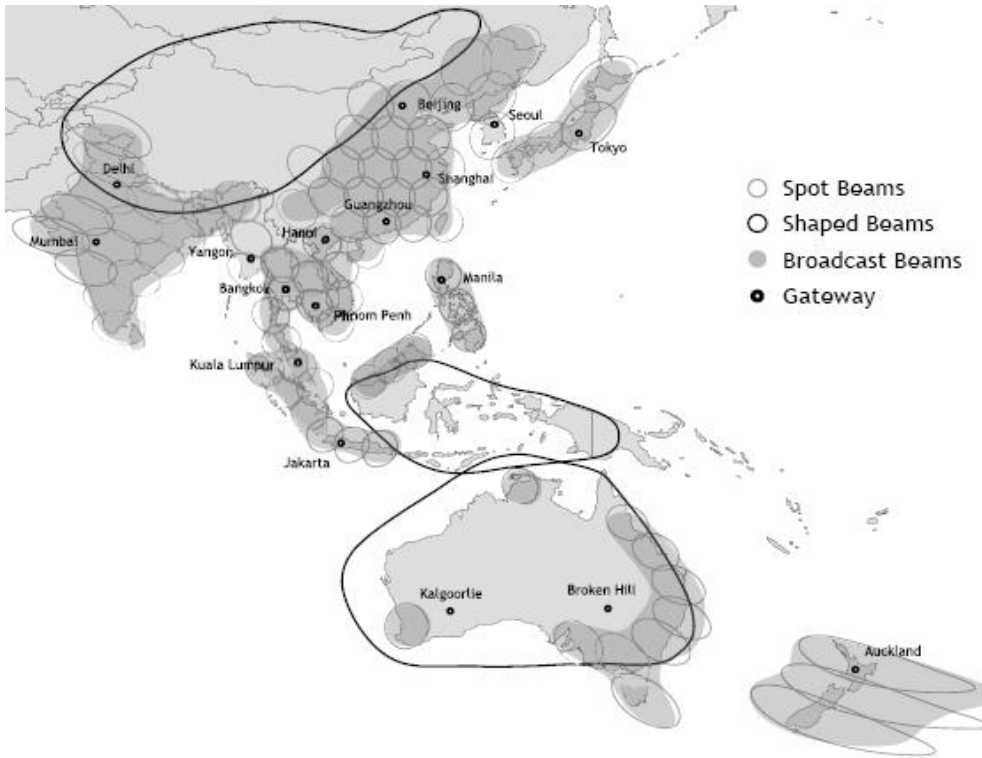 Beijing
Seoul
Tokyo
Delhi
Shanghai
Guangzhou
Mumbai
Hanoi
Yangon
Bangkok
Manila
Phnom Penh
Kuala Lumpur
Jakarta
Spot Beams
Shaped Beams
Broadcast Beams
Gateway
Kalgoorlie
Broken Hill
Auckland